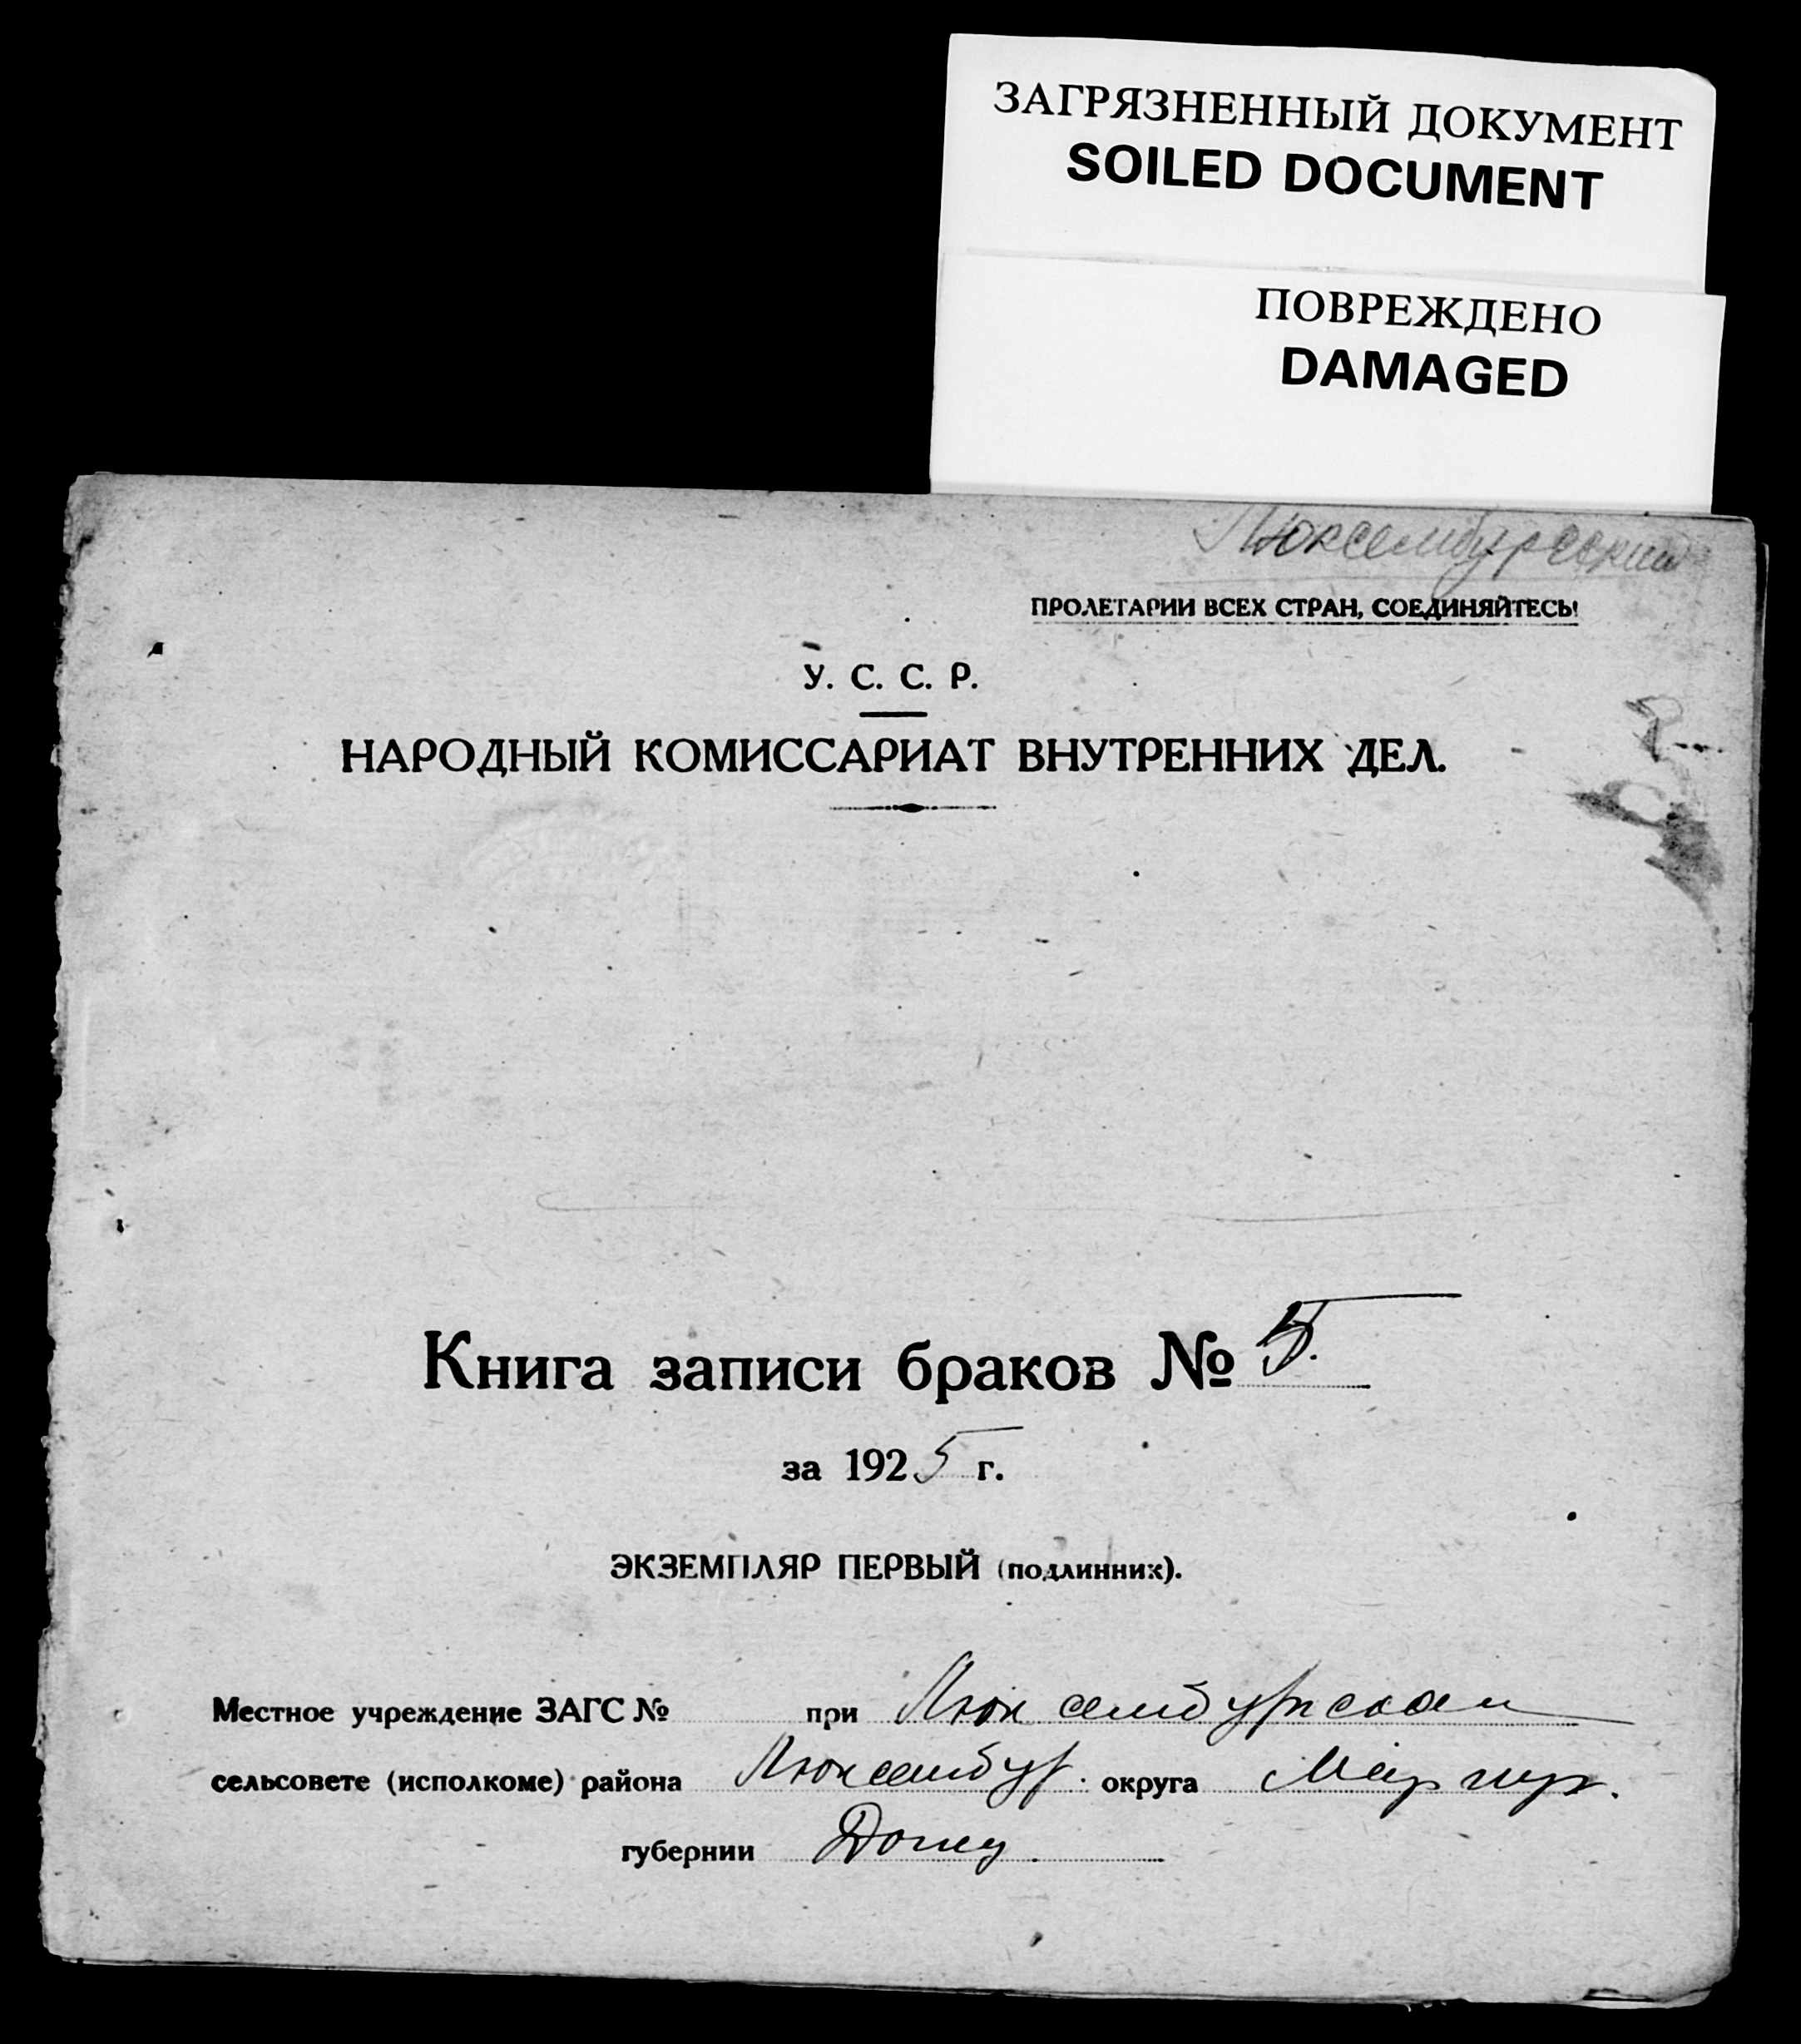 ЗАГРЯЗНЕННЫЙ ДОКУМЕНТ
SOILED DOCUMENT
ПОВРЕЖДЕНО
DAMAGED
Люксембургский
ПРОЛЕТАРИИ ВСЕХ СТРАН, СОЕДИНЯЙТЕСЬ!
У. С. С. Р.
НАРОДНЫЙ КОМИССАРИАТ ВНУТРЕННИХ ДЕЛ.
Книга записи браков № 5.
за 1925 г.
ЭКЗЕМПЛЯР ПЕРВЫЙ (подлинник).
Местное учреждение ЗАГС № при Люксембургском
сельсовете (исполкоме) района Люксембур. округа Мариуп.
губернии Донец.